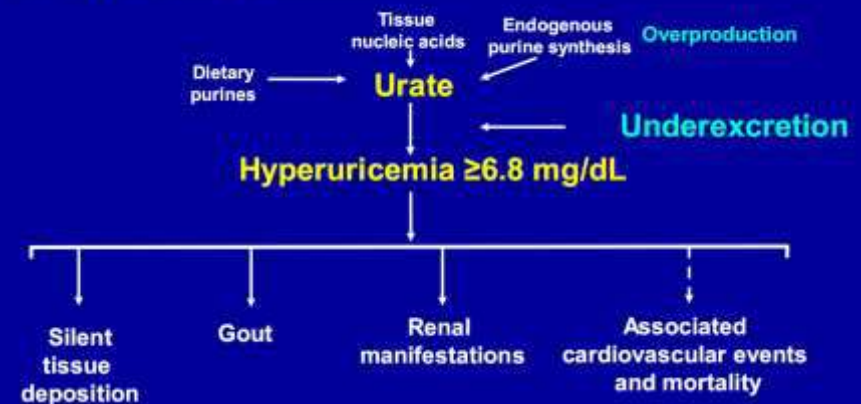 Tissue
nucleic acids
Endogenous
purine synthesis
Overproduction
Dietary
purines
Urate
Underexcretion
Hyperuricemia ≥6.8 mg/dL
Silent
tissue
deposition
Gout
Renal
manifestations
Associated
cardiovascular events
and mortality